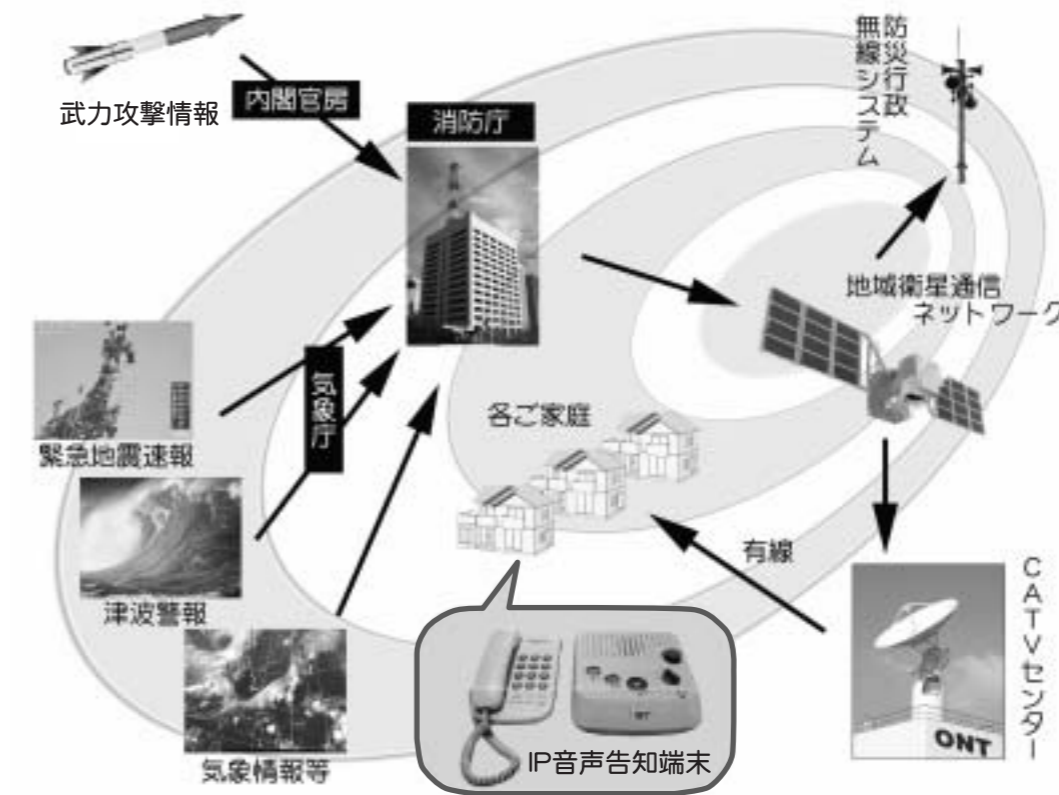 武力攻撃情報
内閣官房
消防庁
防災行政
無線システム
地域衛星通信
ネットワーク
気象庁
緊急地震速報
各ご家庭
津波警報
有線
CATVセンター
ONT
気象情報等
IP音声告知端末